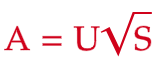 A = U√S